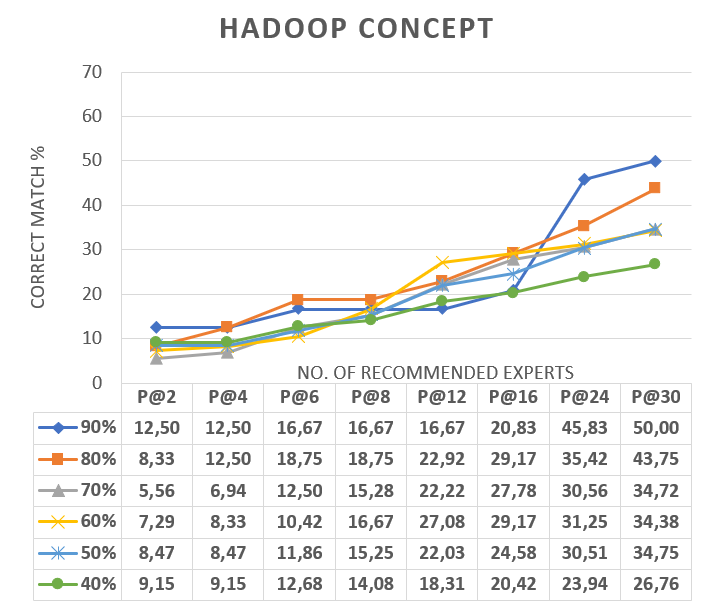 HADOOP CONCEPT
70
60
50
40
30
20
10
0
CORRECT MATCH %
NO. OF RECOMMENDED EXPERTS
P@2 P@4 P@6 P@8 P@12 P@16 P@24 P@30
90% 12,50 12,50 16,67 16,67 16,67 20,83 45,83 50,00
80% 8,33 12,50 18,75 18,75 22,92 29,17 35,42 43,75
70% 5,56 6,94 12,50 15,28 22,22 27,78 30,56 34,72
60% 7,29 8,33 10,42 16,67 27,08 29,17 31,25 34,38
50% 8,47 8,47 11,86 15,25 22,03 24,58 30,51 34,75
40% 9,15 9,15 12,68 14,08 18,31 20,42 23,94 26,76